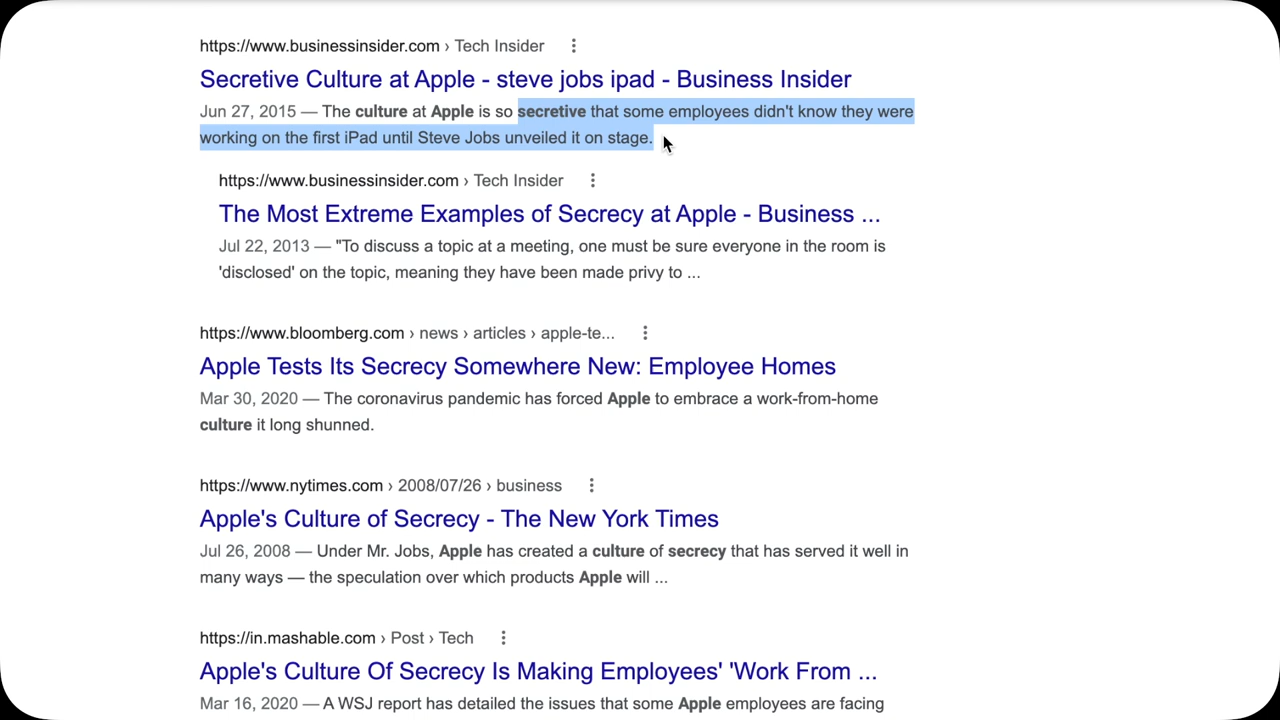 https://www.businessinsider.com › Tech Insider
Secretive Culture at Apple - steve jobs ipad - Business Insider
Jun 27, 2015 — The culture at Apple is so secretive that some employees didn't know they were
working on the first iPad until Steve Jobs unveiled it on stage.
https://www.businessinsider.com › Tech Insider
The Most Extreme Examples of Secrecy at Apple - Business ...
Jul 22, 2013 — "To discuss a topic at a meeting, one must be sure everyone in the room is
'disclosed' on the topic, meaning they have been made privy to ...
https://www.bloomberg.com › news › articles › apple-te...
Apple Tests Its Secrecy Somewhere New: Employee Homes
Mar 30, 2020 — The coronavirus pandemic has forced Apple to embrace a work-from-home
culture it long shunned.
https://www.nytimes.com › 2008/07/26 › business
Apple's Culture of Secrecy - The New York Times
Jul 26, 2008 — Under Mr. Jobs, Apple has created a culture of secrecy that has served it well in
many ways — the speculation over which products Apple will ...
https://in.mashable.com › Post › Tech
Apple's Culture Of Secrecy Is Making Employees' 'Work From ...
Mar 16, 2020 — A WSJ report has detailed the issues that some Apple employees are facing